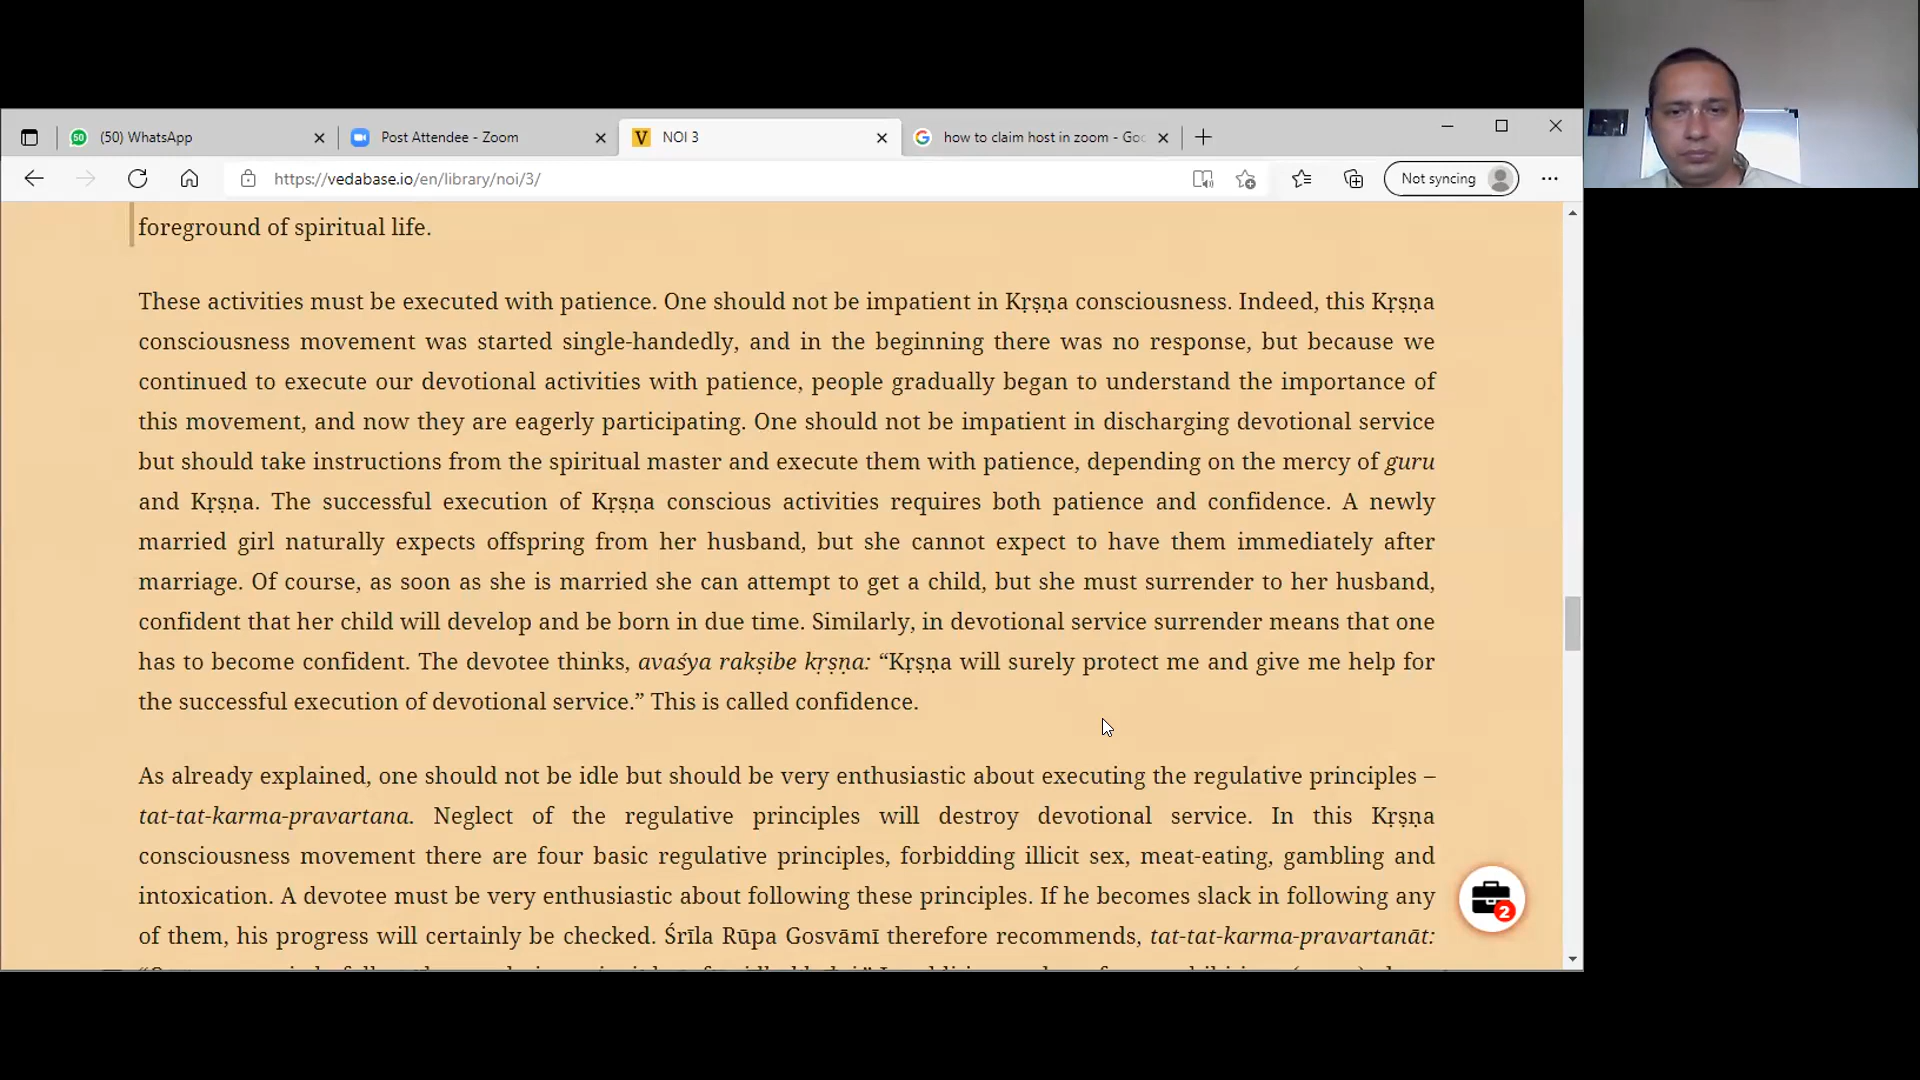 50
(50) WhatsApp
Post Attendee - Zoom
V
NOI 3
G
how to claim host in zoom - Goo
https://vedabase.io/en/library/noi/3/
Not syncing
foreground of spiritual life.
These activities must be executed with patience. One should not be impatient in Kṛṣṇa consciousness. Indeed, this Kṛṣṇa
consciousness movement was started single-handedly, and in the beginning there was no response, but because we
continued to execute our devotional activities with patience, people gradually began to understand the importance of
this movement, and now they are eagerly participating. One should not be impatient in discharging devotional service
but should take instructions from the spiritual master and execute them with patience, depending on the mercy of guru
and Kṛṣṇa. The successful execution of Kṛṣṇa conscious activities requires both patience and confidence. A newly
married girl naturally expects offspring from her husband, but she cannot expect to have them immediately after
marriage. Of course, as soon as she is married she can attempt to get a child, but she must surrender to her husband,
confident that her child will develop and be born in due time. Similarly, in devotional service surrender means that one
has to become confident. The devotee thinks, avaśya rakṣibe kṛṣṇa: “Kṛṣṇa will surely protect me and give me help for
the successful execution of devotional service.” This is called confidence.
As already explained, one should not be idle but should be very enthusiastic about executing the regulative principles –
tat-tat-karma-pravartana. Neglect of the regulative principles will destroy devotional service. In this Kṛṣṇa
consciousness movement there are four basic regulative principles, forbidding illicit sex, meat-eating, gambling and
intoxication. A devotee must be very enthusiastic about following these principles. If he becomes slack in following any
of them, his progress will certainly be checked. Śrīla Rūpa Gosvāmī therefore recommends, tat-tat-karma-pravartanāt:
2